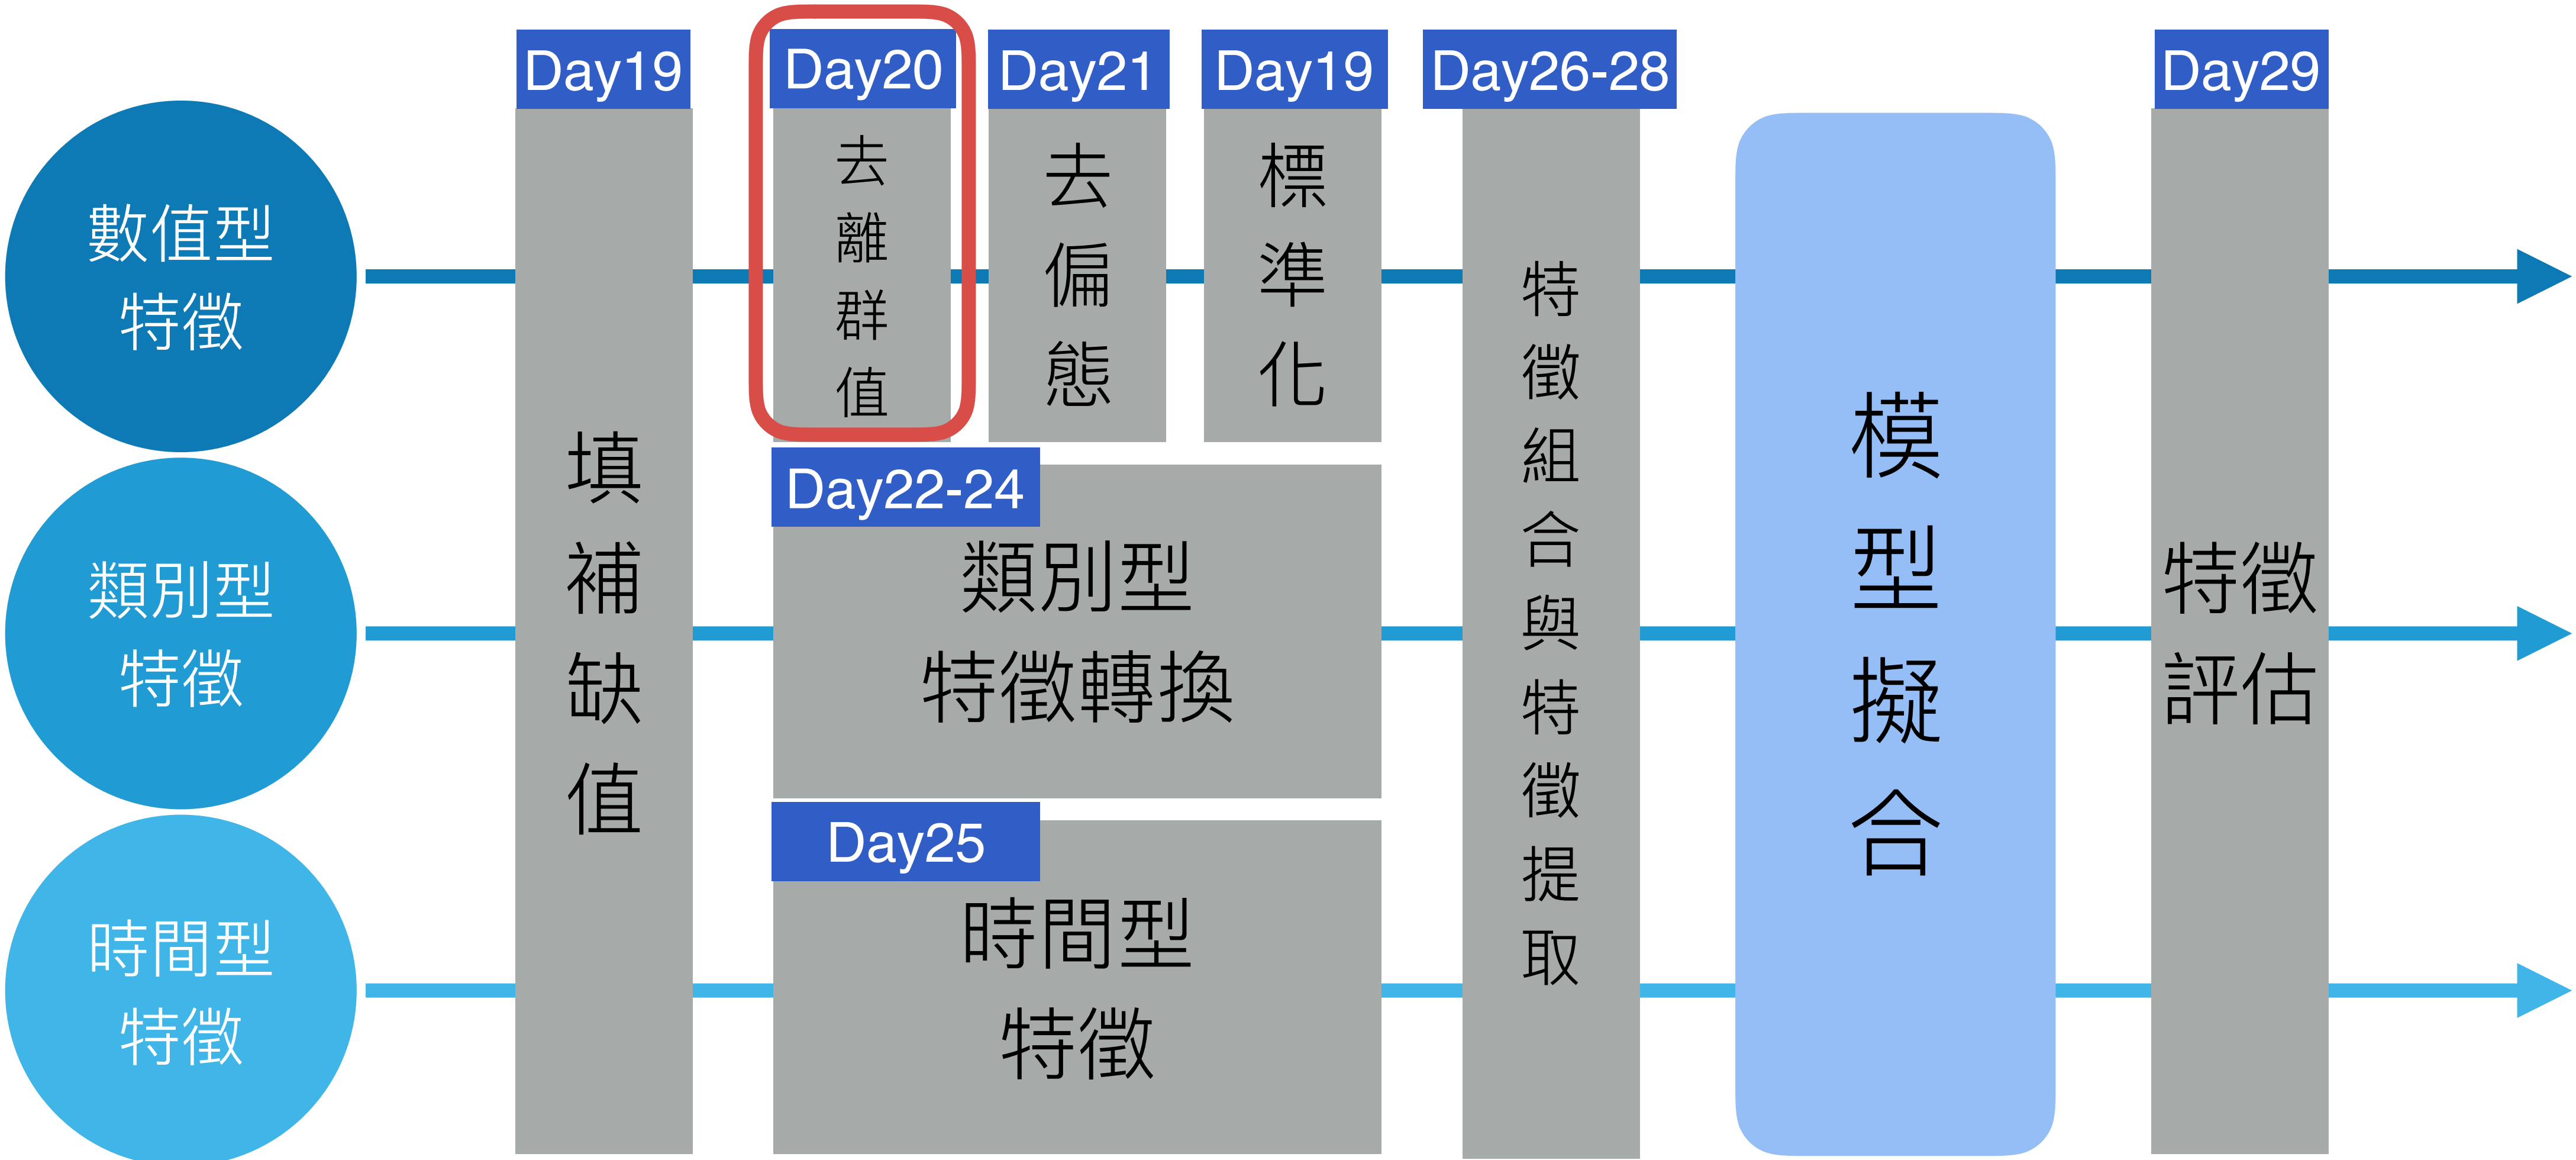 Day19
Day20
Day21
Day19
Day26-28
Day29
數值型
特徵
類別型
特徵
時間型
特徵
填補缺值
去離群值
去偏態
標準化
Day22-24
類別型
特徵轉換
Day25
時間型
特徵
特徵組合與特徵提取
模型擬合
特徵
評估